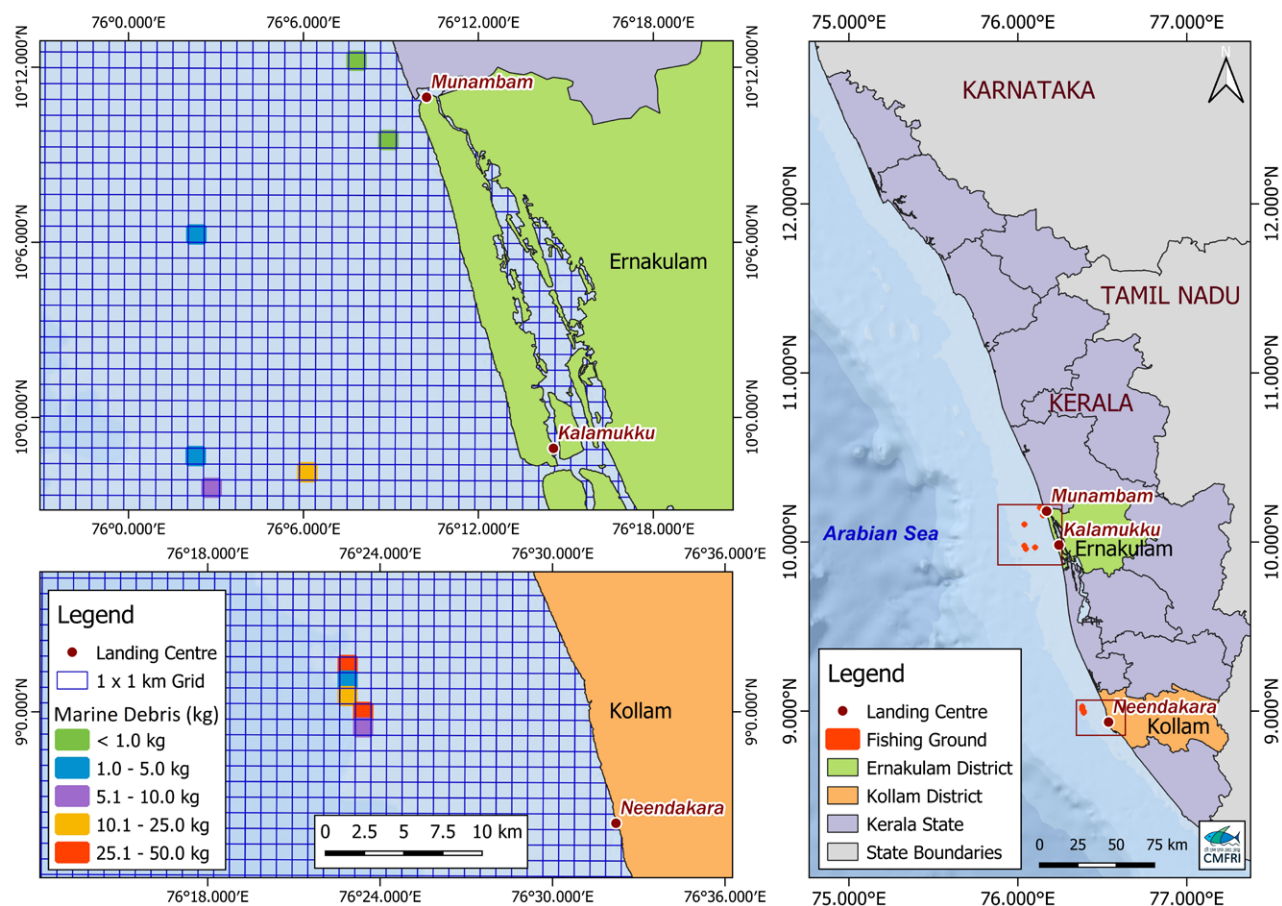 76°0.000'E 76°6.000'E 76°12.000'E 76°18.000'E
10°12.000'N 10°12.000'N
Munambam
10°6.000'N 10°6.000'N
Ernakulam
10°0.000'N 10°0.000'N
Kalamukku
76°0.000'E 76°6.000'E 76°12.000'E 76°18.000'E
76°18.000'E 76°24.000'E 76°30.000'E 76°36.000'E
Legend
Landing Centre
1 x 1 km Grid
Marine Debris (kg)
< 1.0 kg
1.0 - 5.0 kg
5.1 - 10.0 kg
10.1 - 25.0 kg
25.1 - 50.0 kg
9°0.000'N 9°0.000'N
Kollam
Neendakara
0 2.5 5 7.5 10 km
76°18.000'E 76°24.000'E 76°30.000'E 76°36.000'E
75.000°E 76.000°E 77.000°E
N
KARNATAKA
12.000°N 12.000°N
TAMIL NADU
11.000°N 11.000°N
KERALA
Munambam
Arabian Sea
Kalamukku
10.000°N 10.000°N
Ernakulam
Legend
Landing Centre
Fishing Ground
Ernakulam District
Kollam District
Kerala State
State Boundaries
Neendakara
9.000°N 9.000°N
Kollam
0 25 50 75 km
CMFRI
75.000°E 76.000°E 77.000°E